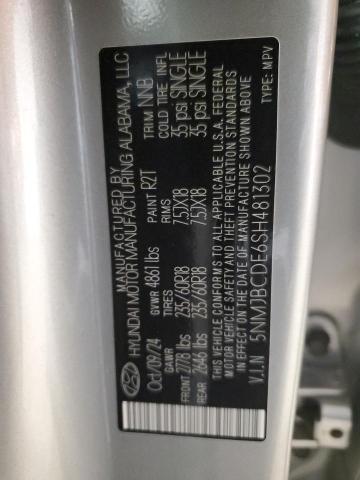 MANUFACTURED BY
HYUNDAI MOTOR MANUFACTURING ALABAMA, LLC
Oct/09/24 GVWR 4861 lbs PAINT R2T TRIM NNB
GAWR TIRES COLD TIRE INFL
FRONT 2778 lbs 235/60R18 7.5JX18 35 psi SINGLE
REAR 2646 lbs 235/60R18 7.5JX18 35 psi SINGLE
THIS VEHICLE CONFORMS TO ALL APPLICABLE U.S.A. FEDERAL
MOTOR VEHICLE SAFETY AND THEFT PREVENTION STANDARDS
IN EFFECT ON THE DATE OF MANUFACTURE SHOWN ABOVE.
V.I.N 5NMJBCDE6SH481302 TYPE: MPV